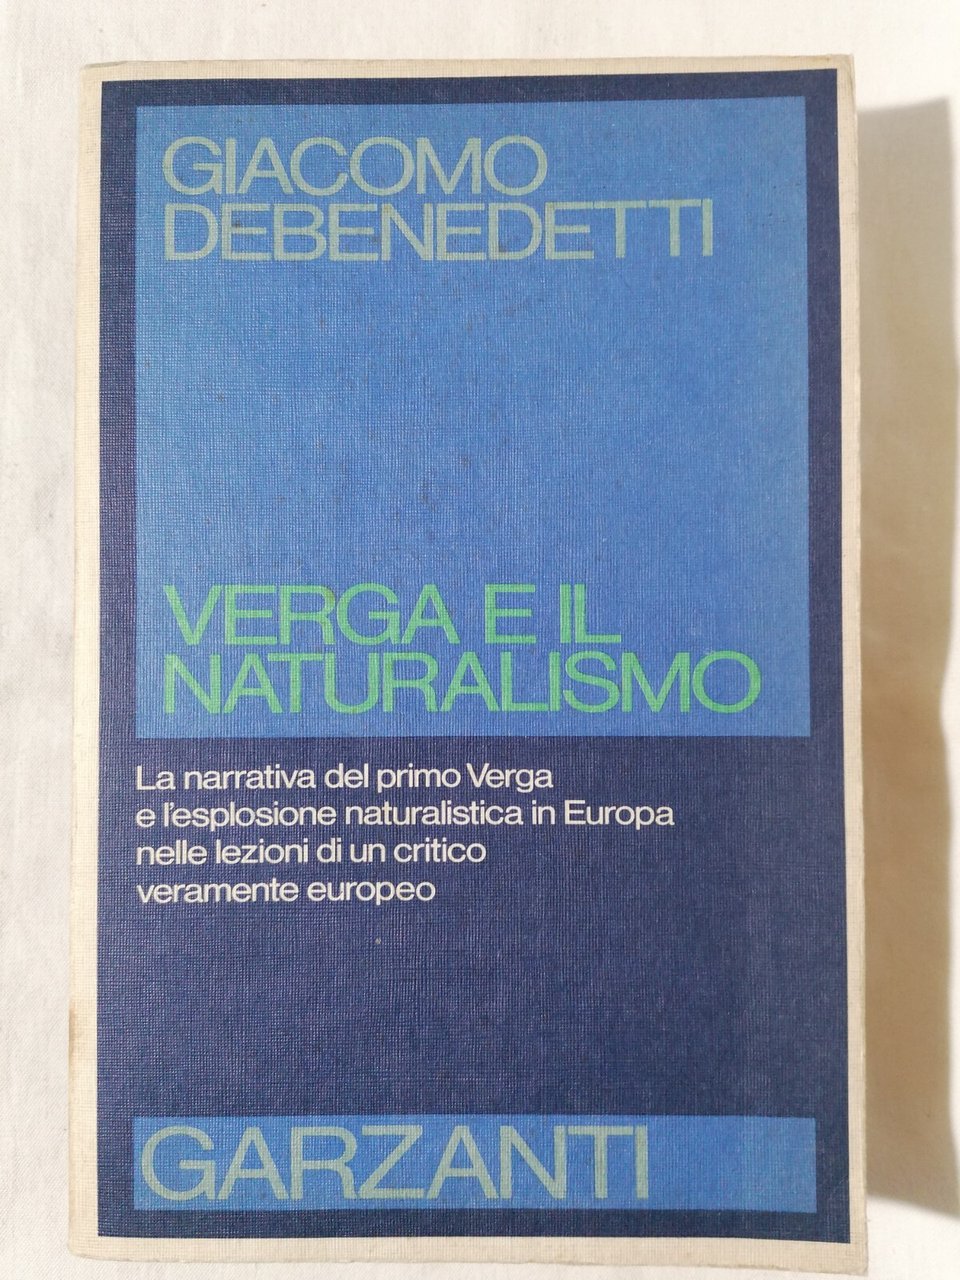 GIACOMO
DEBENEDETTI
VERGA E IL
NATURALISMO
La narrativa del primo Verga
e l'esplosione naturalistica in Europa
nelle lezioni di un critico
veramente europeo
GARZANTI